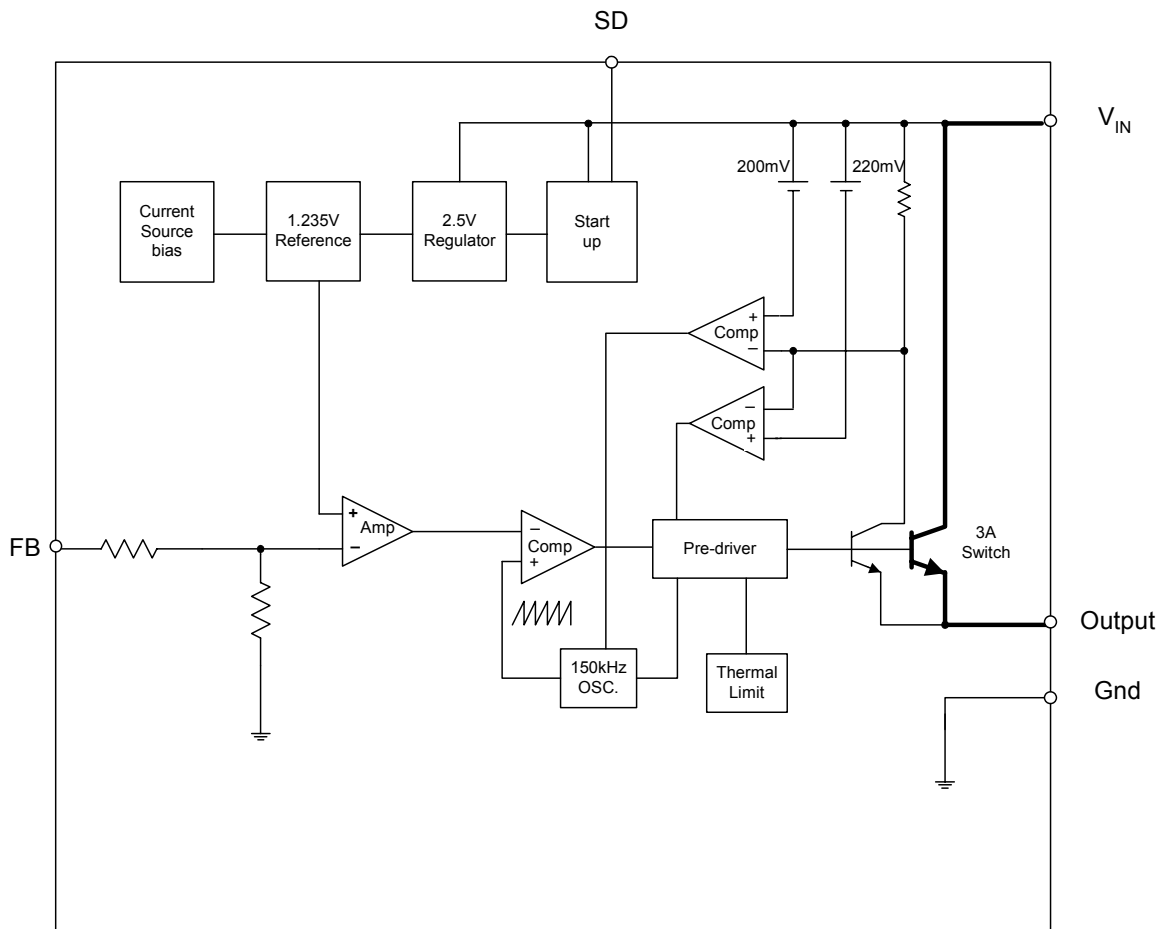 SD
V_IN
200mV
220mV
Current
Source
bias
1.235V
Reference
2.5V
Regulator
Start
up
+
Comp
–
–
Comp
+
FB
+
Amp
–
–
Comp
+
Pre-driver
3A
Switch
150kHz
OSC.
Thermal
Limit
Output
Gnd